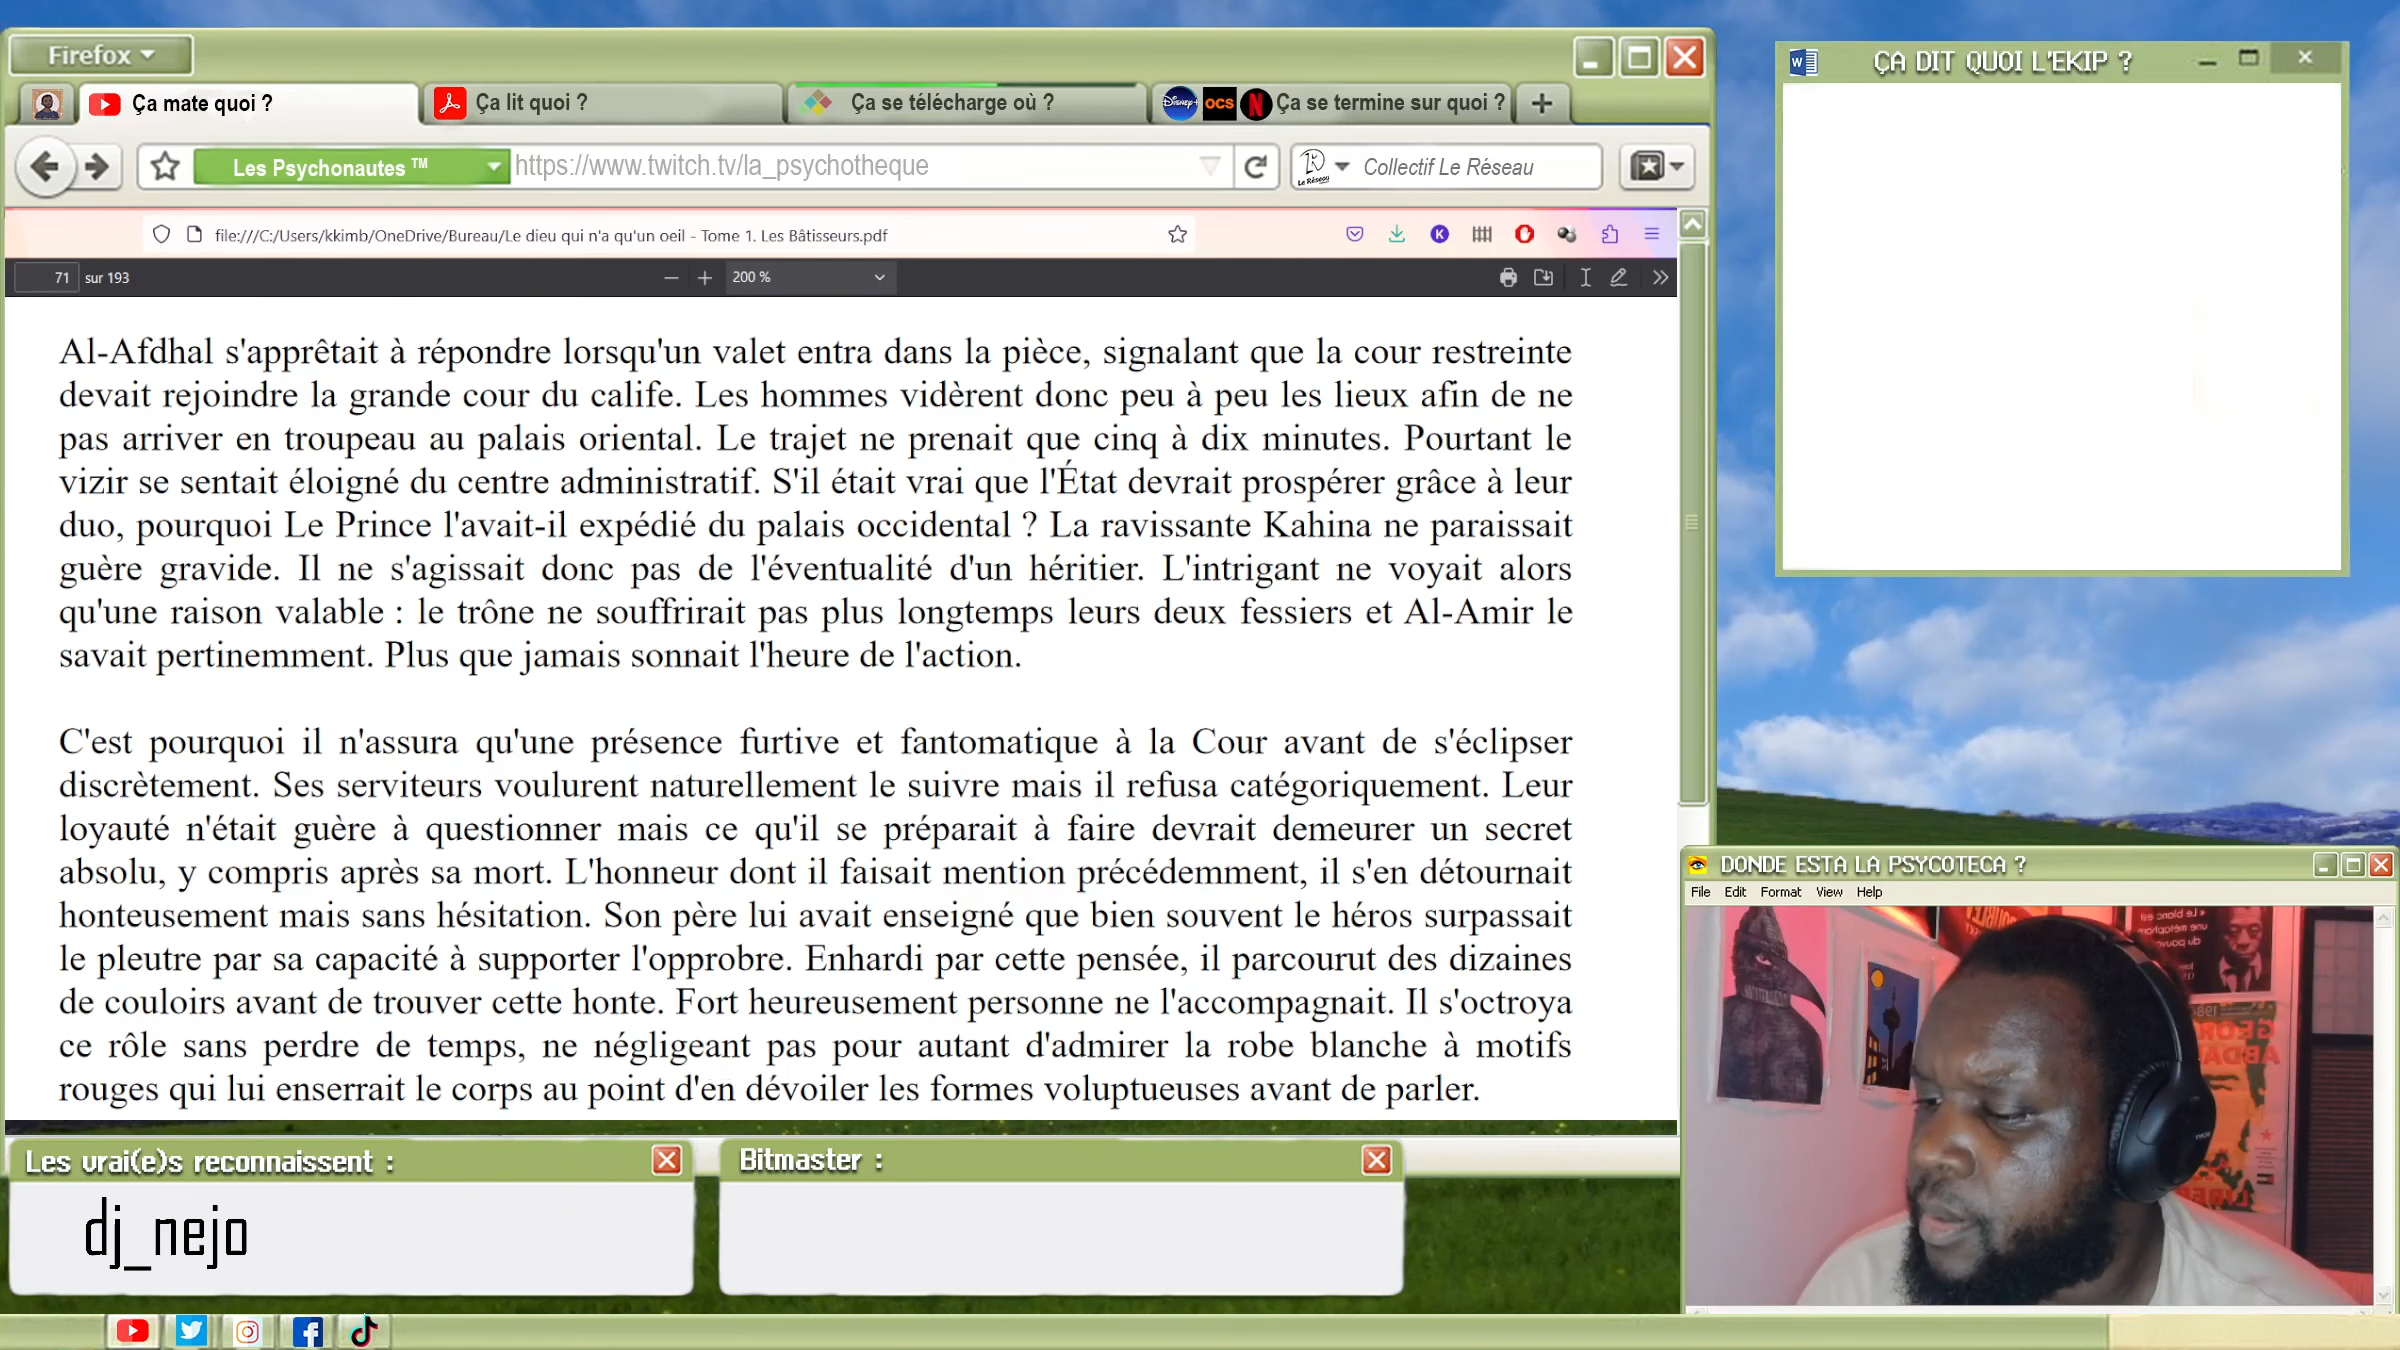 Firefox
Ça mate quoi ?
Ça lit quoi ?
Ça se télécharge où ?
Disney+ OCS N Ça se termine sur quoi ?
Les Psychonautes ™
https://www.twitch.tv/la_psychotheque
Le Réseau
Collectif Le Réseau
file:///C:/Users/kkimb/OneDrive/Bureau/Le dieu qui n'a qu'un oeil - Tome 1. Les Bâtisseurs.pdf
K
71 sur 193
200 %
Al-Afdhal s'apprêtait à répondre lorsqu'un valet entra dans la pièce, signalant que la cour restreinte
devait rejoindre la grande cour du calife. Les hommes vidèrent donc peu à peu les lieux afin de ne
pas arriver en troupeau au palais oriental. Le trajet ne prenait que cinq à dix minutes. Pourtant le
vizir se sentait éloigné du centre administratif. S'il était vrai que l'État devrait prospérer grâce à leur
duo, pourquoi Le Prince l'avait-il expédié du palais occidental ? La ravissante Kahina ne paraissait
guère gravide. Il ne s'agissait donc pas de l'éventualité d'un héritier. L'intrigant ne voyait alors
qu'une raison valable : le trône ne souffrirait pas plus longtemps leurs deux fessiers et Al-Amir le
savait pertinemment. Plus que jamais sonnait l'heure de l'action.
C'est pourquoi il n'assura qu'une présence furtive et fantomatique à la Cour avant de s'éclipser
discrètement. Ses serviteurs voulurent naturellement le suivre mais il refusa catégoriquement. Leur
loyauté n'était guère à questionner mais ce qu'il se préparait à faire devrait demeurer un secret
absolu, y compris après sa mort. L'honneur dont il faisait mention précédemment, il s'en détournait
honteusement mais sans hésitation. Son père lui avait enseigné que bien souvent le héros surpassait
le pleutre par sa capacité à supporter l'opprobre. Enhardi par cette pensée, il parcourut des dizaines
de couloirs avant de trouver cette honte. Fort heureusement personne ne l'accompagnait. Il s'octroya
ce rôle sans perdre de temps, ne négligeant pas pour autant d'admirer la robe blanche à motifs
rouges qui lui enserrait le corps au point d'en dévoiler les formes voluptueuses avant de parler.
ÇA DIT QUOI L'EKIP ?
DONDE ESTA LA PSYCOTECA ?
File Edit Format View Help
« Le blanc est
une métaphore
du pouvoir
GEOR
ABDA
LIBER
Les vrai(e)s reconnaissent :
dj_nejo
Bitmaster :